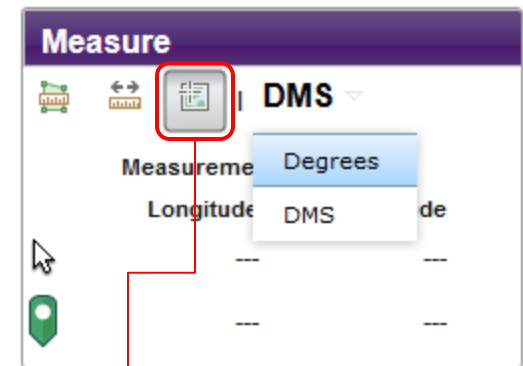 Measure
| DMS
Degrees
Measureme
Longitude de
DMS
--- ---
--- ---